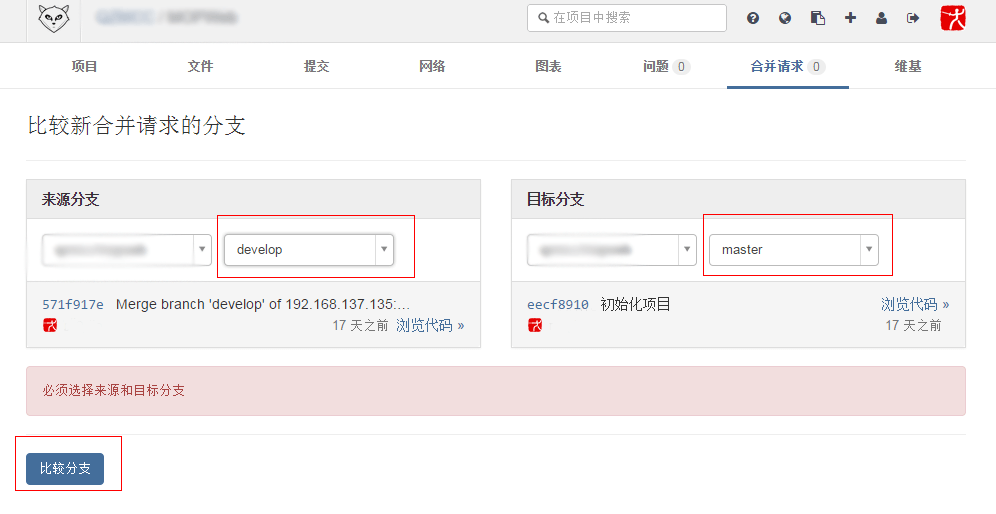 在项目中搜索
项目 文件 提交 网络 图表 问题 0 合并请求 0 维基
比较新合并请求的分支
来源分支
develop
571f917e Merge branch 'develop' of 192.168.137.135:...
17 天之前 浏览代码 »
目标分支
master
eecf8910 初始化项目 浏览代码 »
17 天之前
必须选择来源和目标分支
比较分支